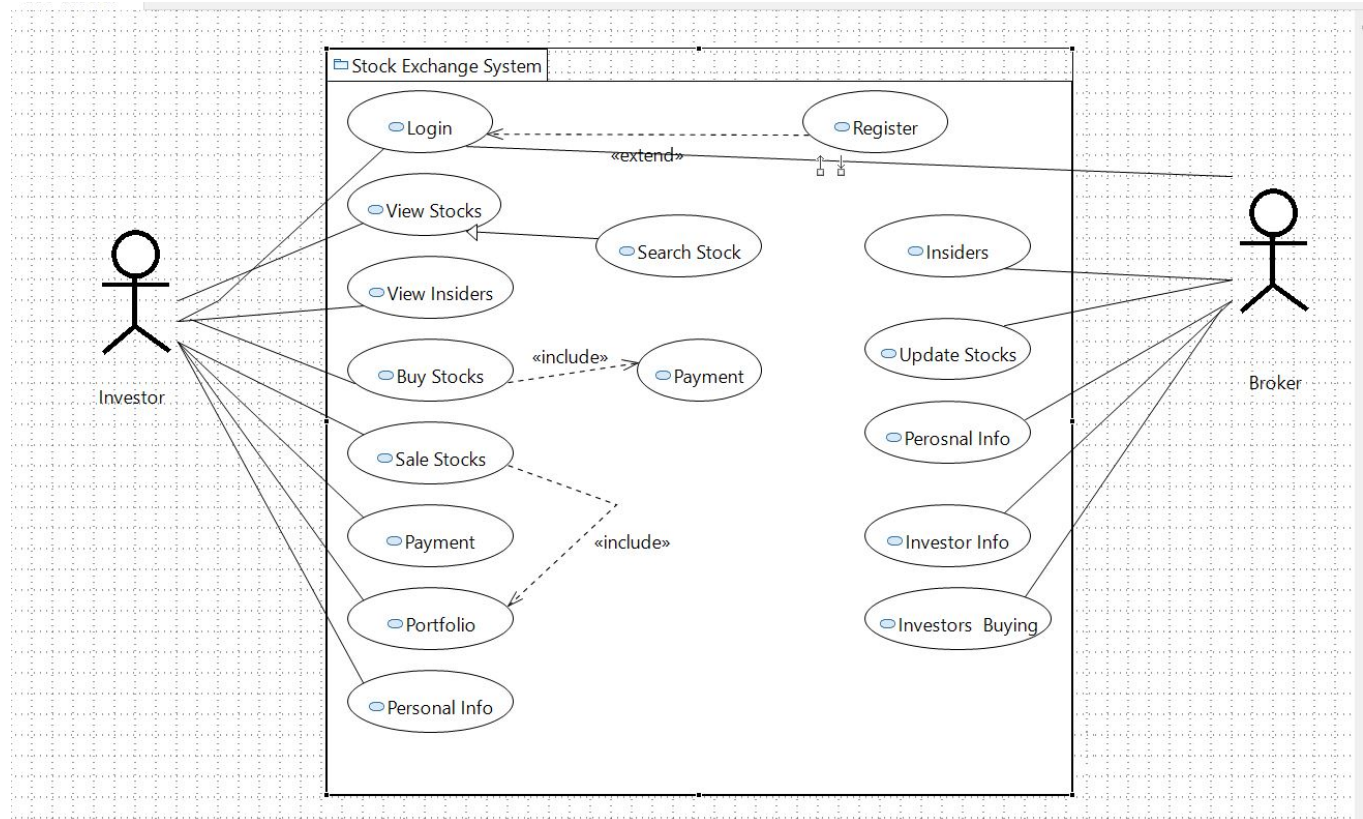 Stock Exchange System
Login
Register
«extend»
View Stocks
Search Stock
Insiders
View Insiders
«include»
Buy Stocks
Payment
Update Stocks
Investor
Broker
Perosnal Info
Sale Stocks
Payment
«include»
Investor Info
Portfolio
Investors Buying
Personal Info